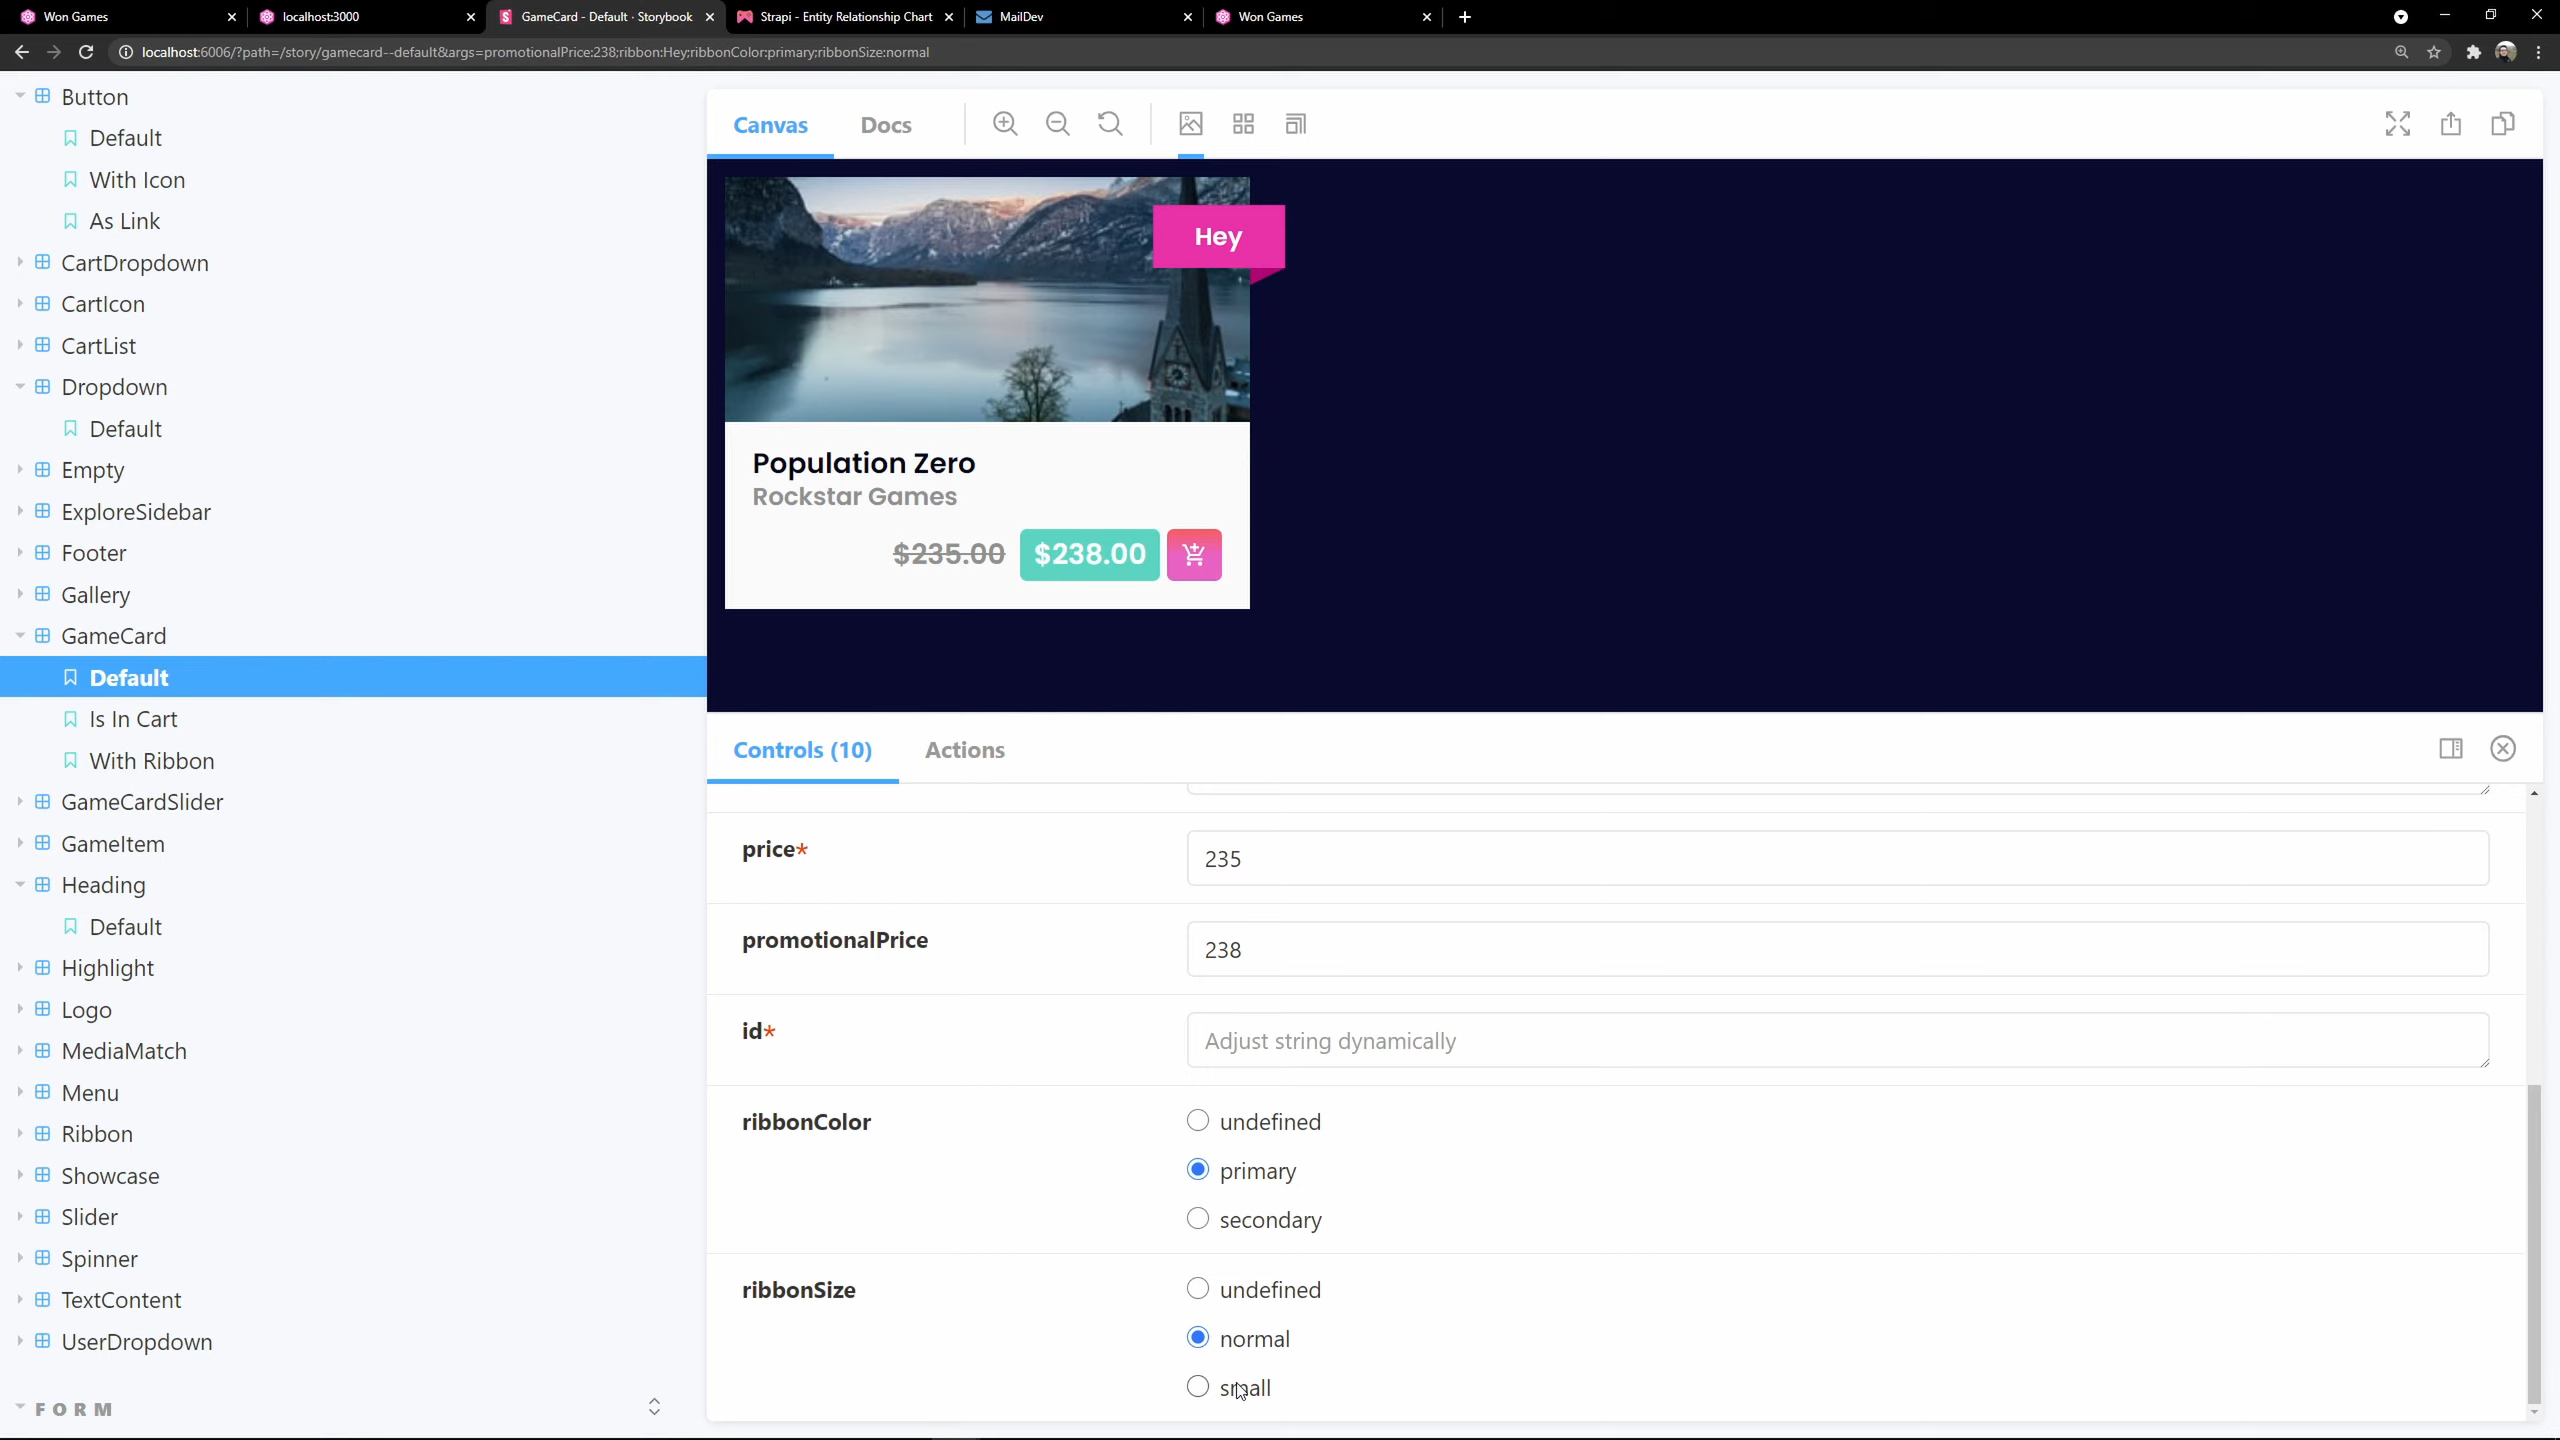 Won Games
localhost:3000
GameCard - Default · Storybook
Strapi - Entity Relationship Chart
MailDev
Won Games
localhost:6006/?path=/story/gamecard--default&args=promotionalPrice:238;ribbon:Hey;ribbonColor:primary;ribbonSize:normal
Button
Default
With Icon
As Link
CartDropdown
CartIcon
CartList
Dropdown
Default
Empty
ExploreSidebar
Footer
Gallery
GameCard
Default
Is In Cart
With Ribbon
GameCardSlider
GameItem
Heading
Default
Highlight
Logo
MediaMatch
Menu
Ribbon
Showcase
Slider
Spinner
TextContent
UserDropdown
FORM
Canvas
Docs
Hey
Population Zero
Rockstar Games
$235.00 $238.00
Controls (10)
Actions
price*
235
promotionalPrice
238
id*
Adjust string dynamically
ribbonColor
undefined
primary
secondary
ribbonSize
undefined
normal
small